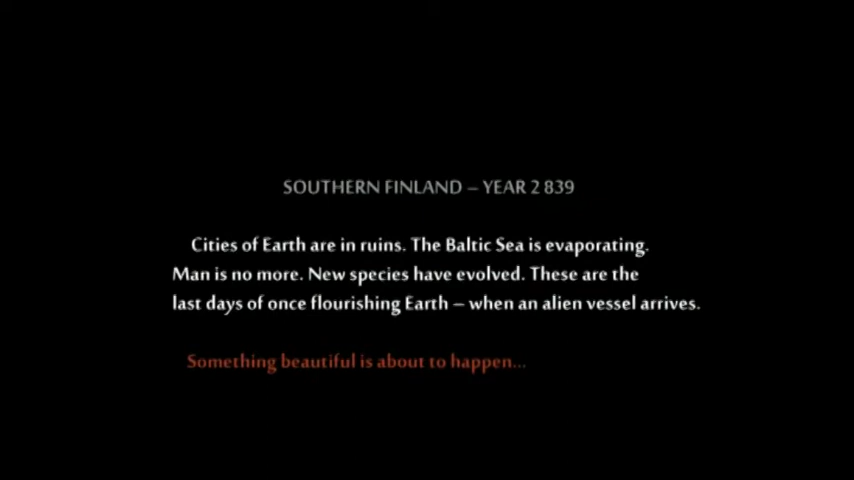 SOUTHERN FINLAND – YEAR 2 839
Cities of Earth are in ruins. The Baltic Sea is evaporating.
Man is no more. New species have evolved. These are the
last days of once flourishing Earth – when an alien vessel arrives.
Something beautiful is about to happen...